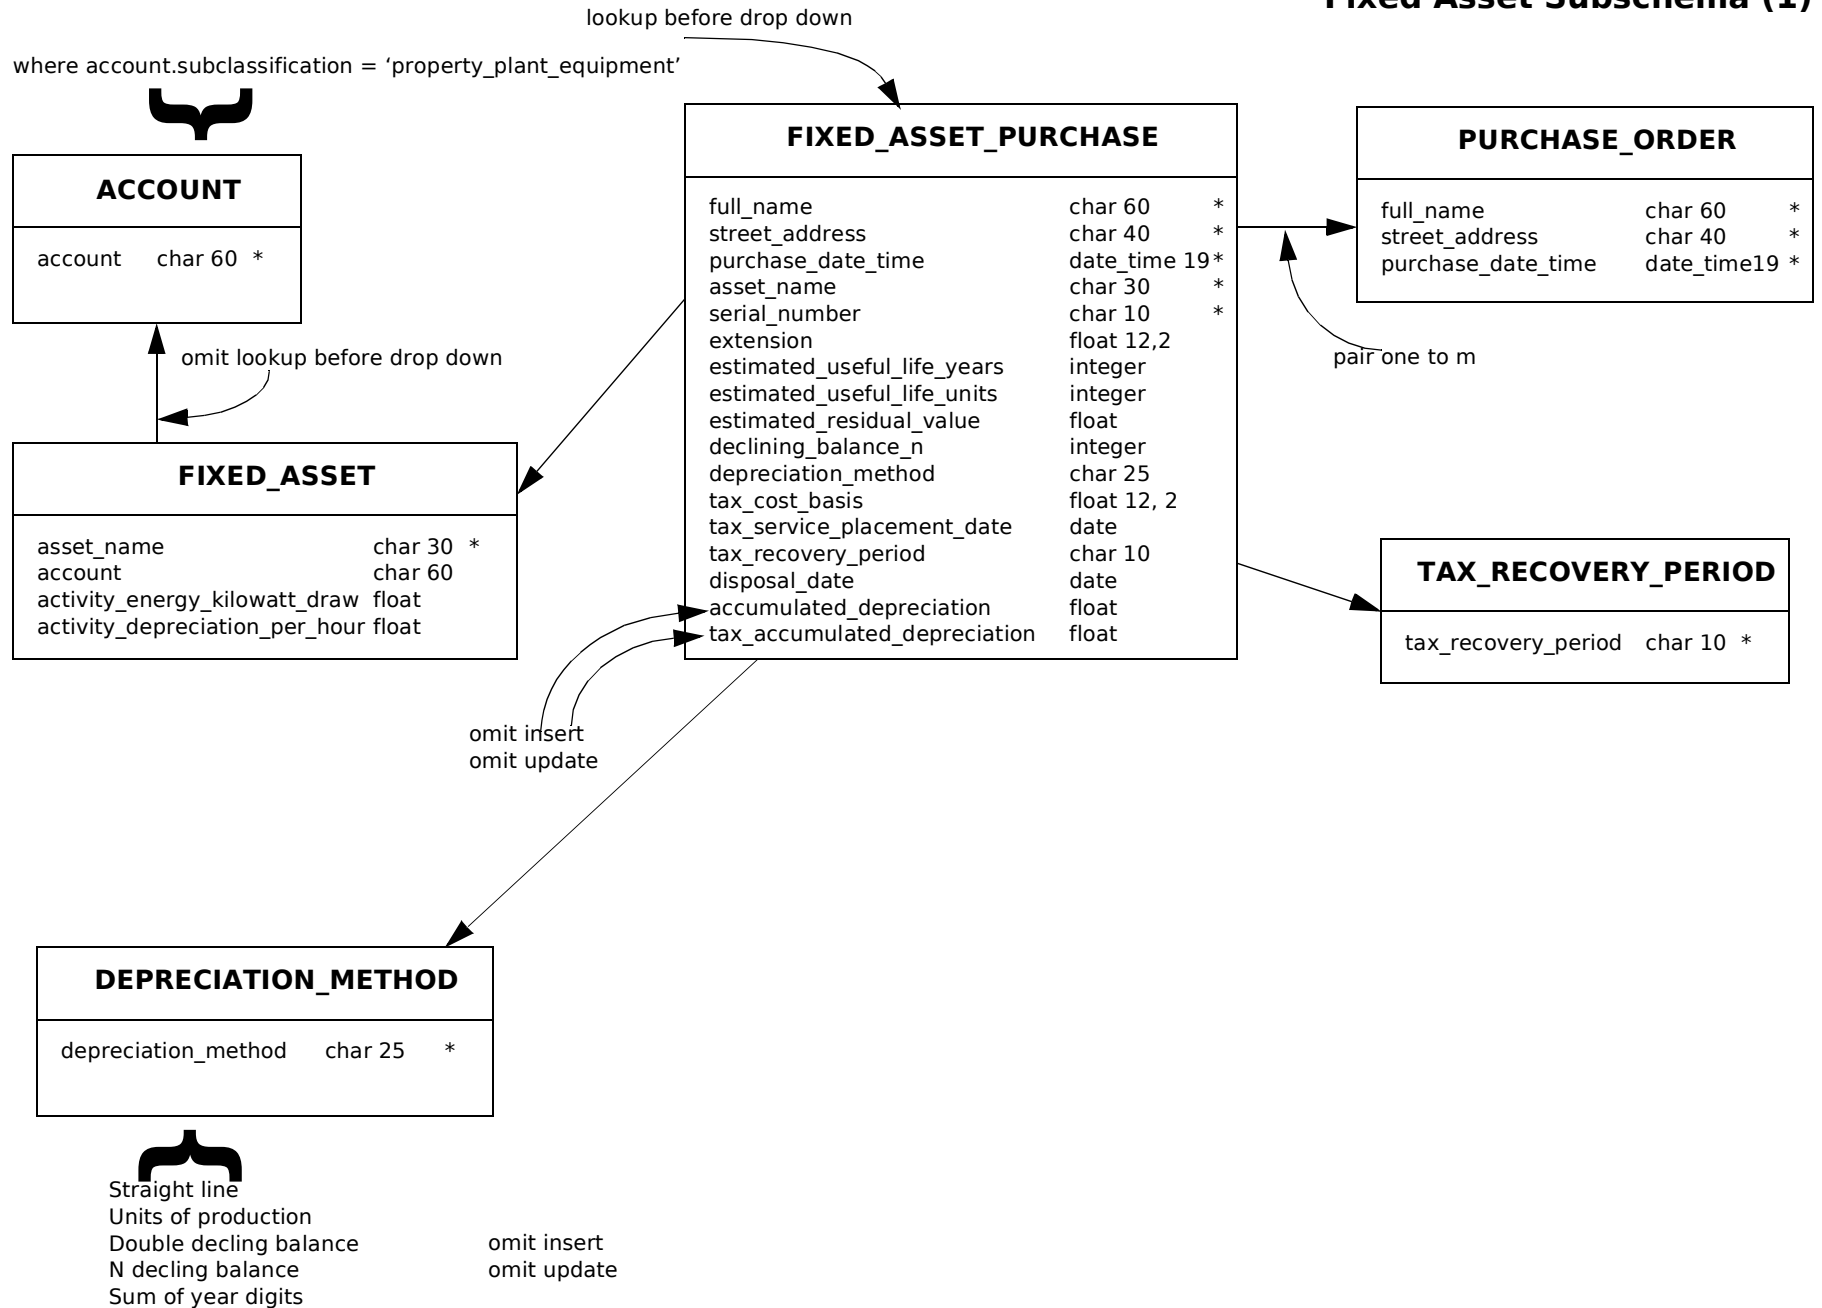 Fixed Asset Subschema (1)
lookup before drop down
where account.subclassification = ‘property_plant_equipment’
ACCOUNT
account char 60 *
omit lookup before drop down
FIXED_ASSET
asset_name char 30 *
account char 60
activity_energy_kilowatt_draw float
activity_depreciation_per_hour float
FIXED_ASSET_PURCHASE
full_name char 60 *
street_address char 40 *
purchase_date_time date_time 19 *
asset_name char 30 *
serial_number char 10 *
extension float 12,2
estimated_useful_life_years integer
estimated_useful_life_units integer
estimated_residual_value float
declining_balance_n integer
depreciation_method char 25
tax_cost_basis float 12, 2
tax_service_placement_date date
tax_recovery_period char 10
disposal_date date
accumulated_depreciation float
tax_accumulated_depreciation float
PURCHASE_ORDER
full_name char 60 *
street_address char 40 *
purchase_date_time date_time19 *
pair one to m
TAX_RECOVERY_PERIOD
tax_recovery_period char 10 *
omit insert
omit update
DEPRECIATION_METHOD
depreciation_method char 25 *
Straight line
Units of production
Double decling balance
N decling balance
Sum of year digits
omit insert
omit update